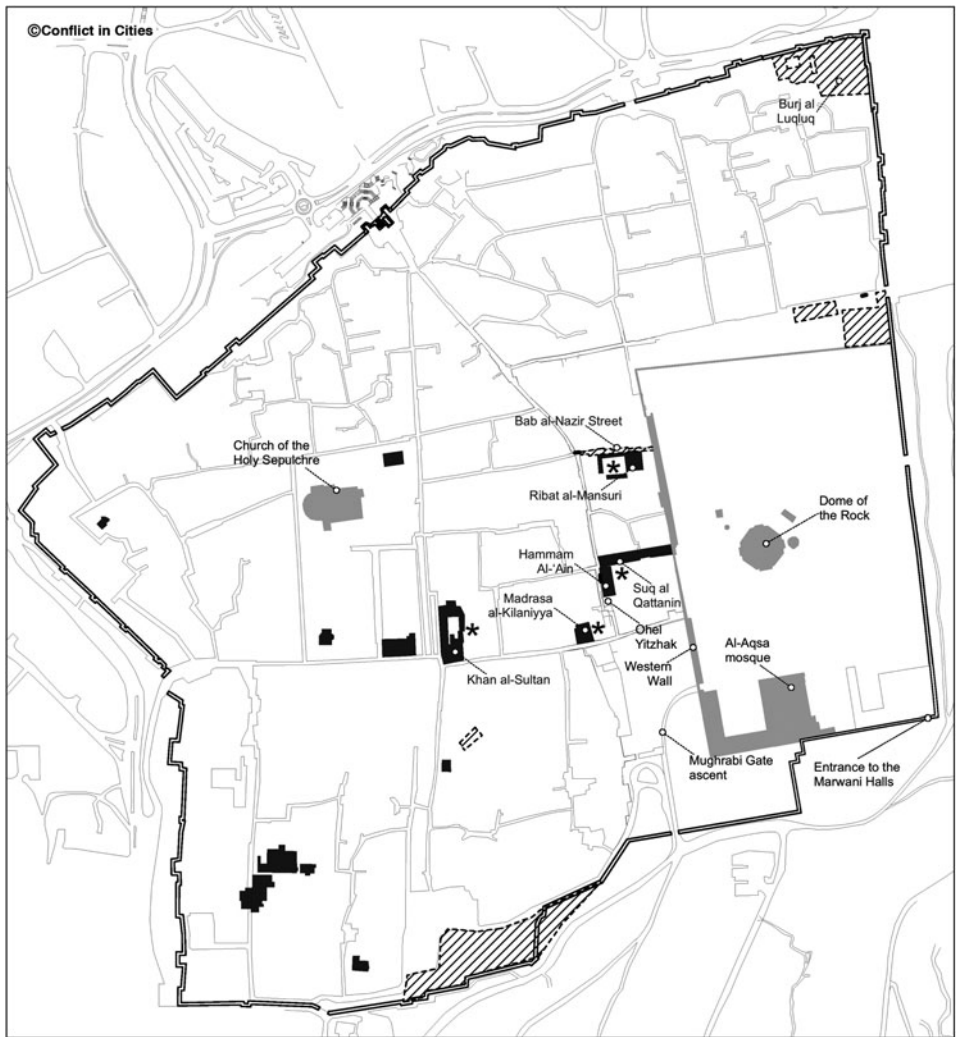 ©Conflict in Cities
Burj al
Luqluq
Bab al-Nazir Street
Church of the
Holy Sepulchre
Ribat al-Mansuri
Dome of
the Rock
Hammam
Al-‘Ain
Suq al
Qattanin
Madrasa
al-Kilaniyya
Ohel
Yitzhak
Western
Wall
Al-Aqsa
mosque
Khan al-Sultan
Mughrabi Gate
ascent
Entrance to the
Marwani Halls